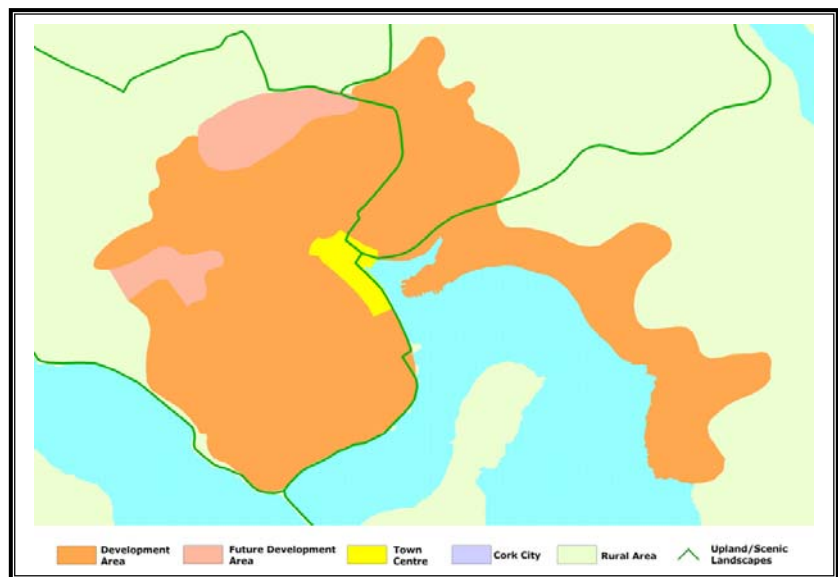 Development
Area
Future Development
Area
Town
Centre
Cork City
Rural Area
Upland/Scenic
Landscapes